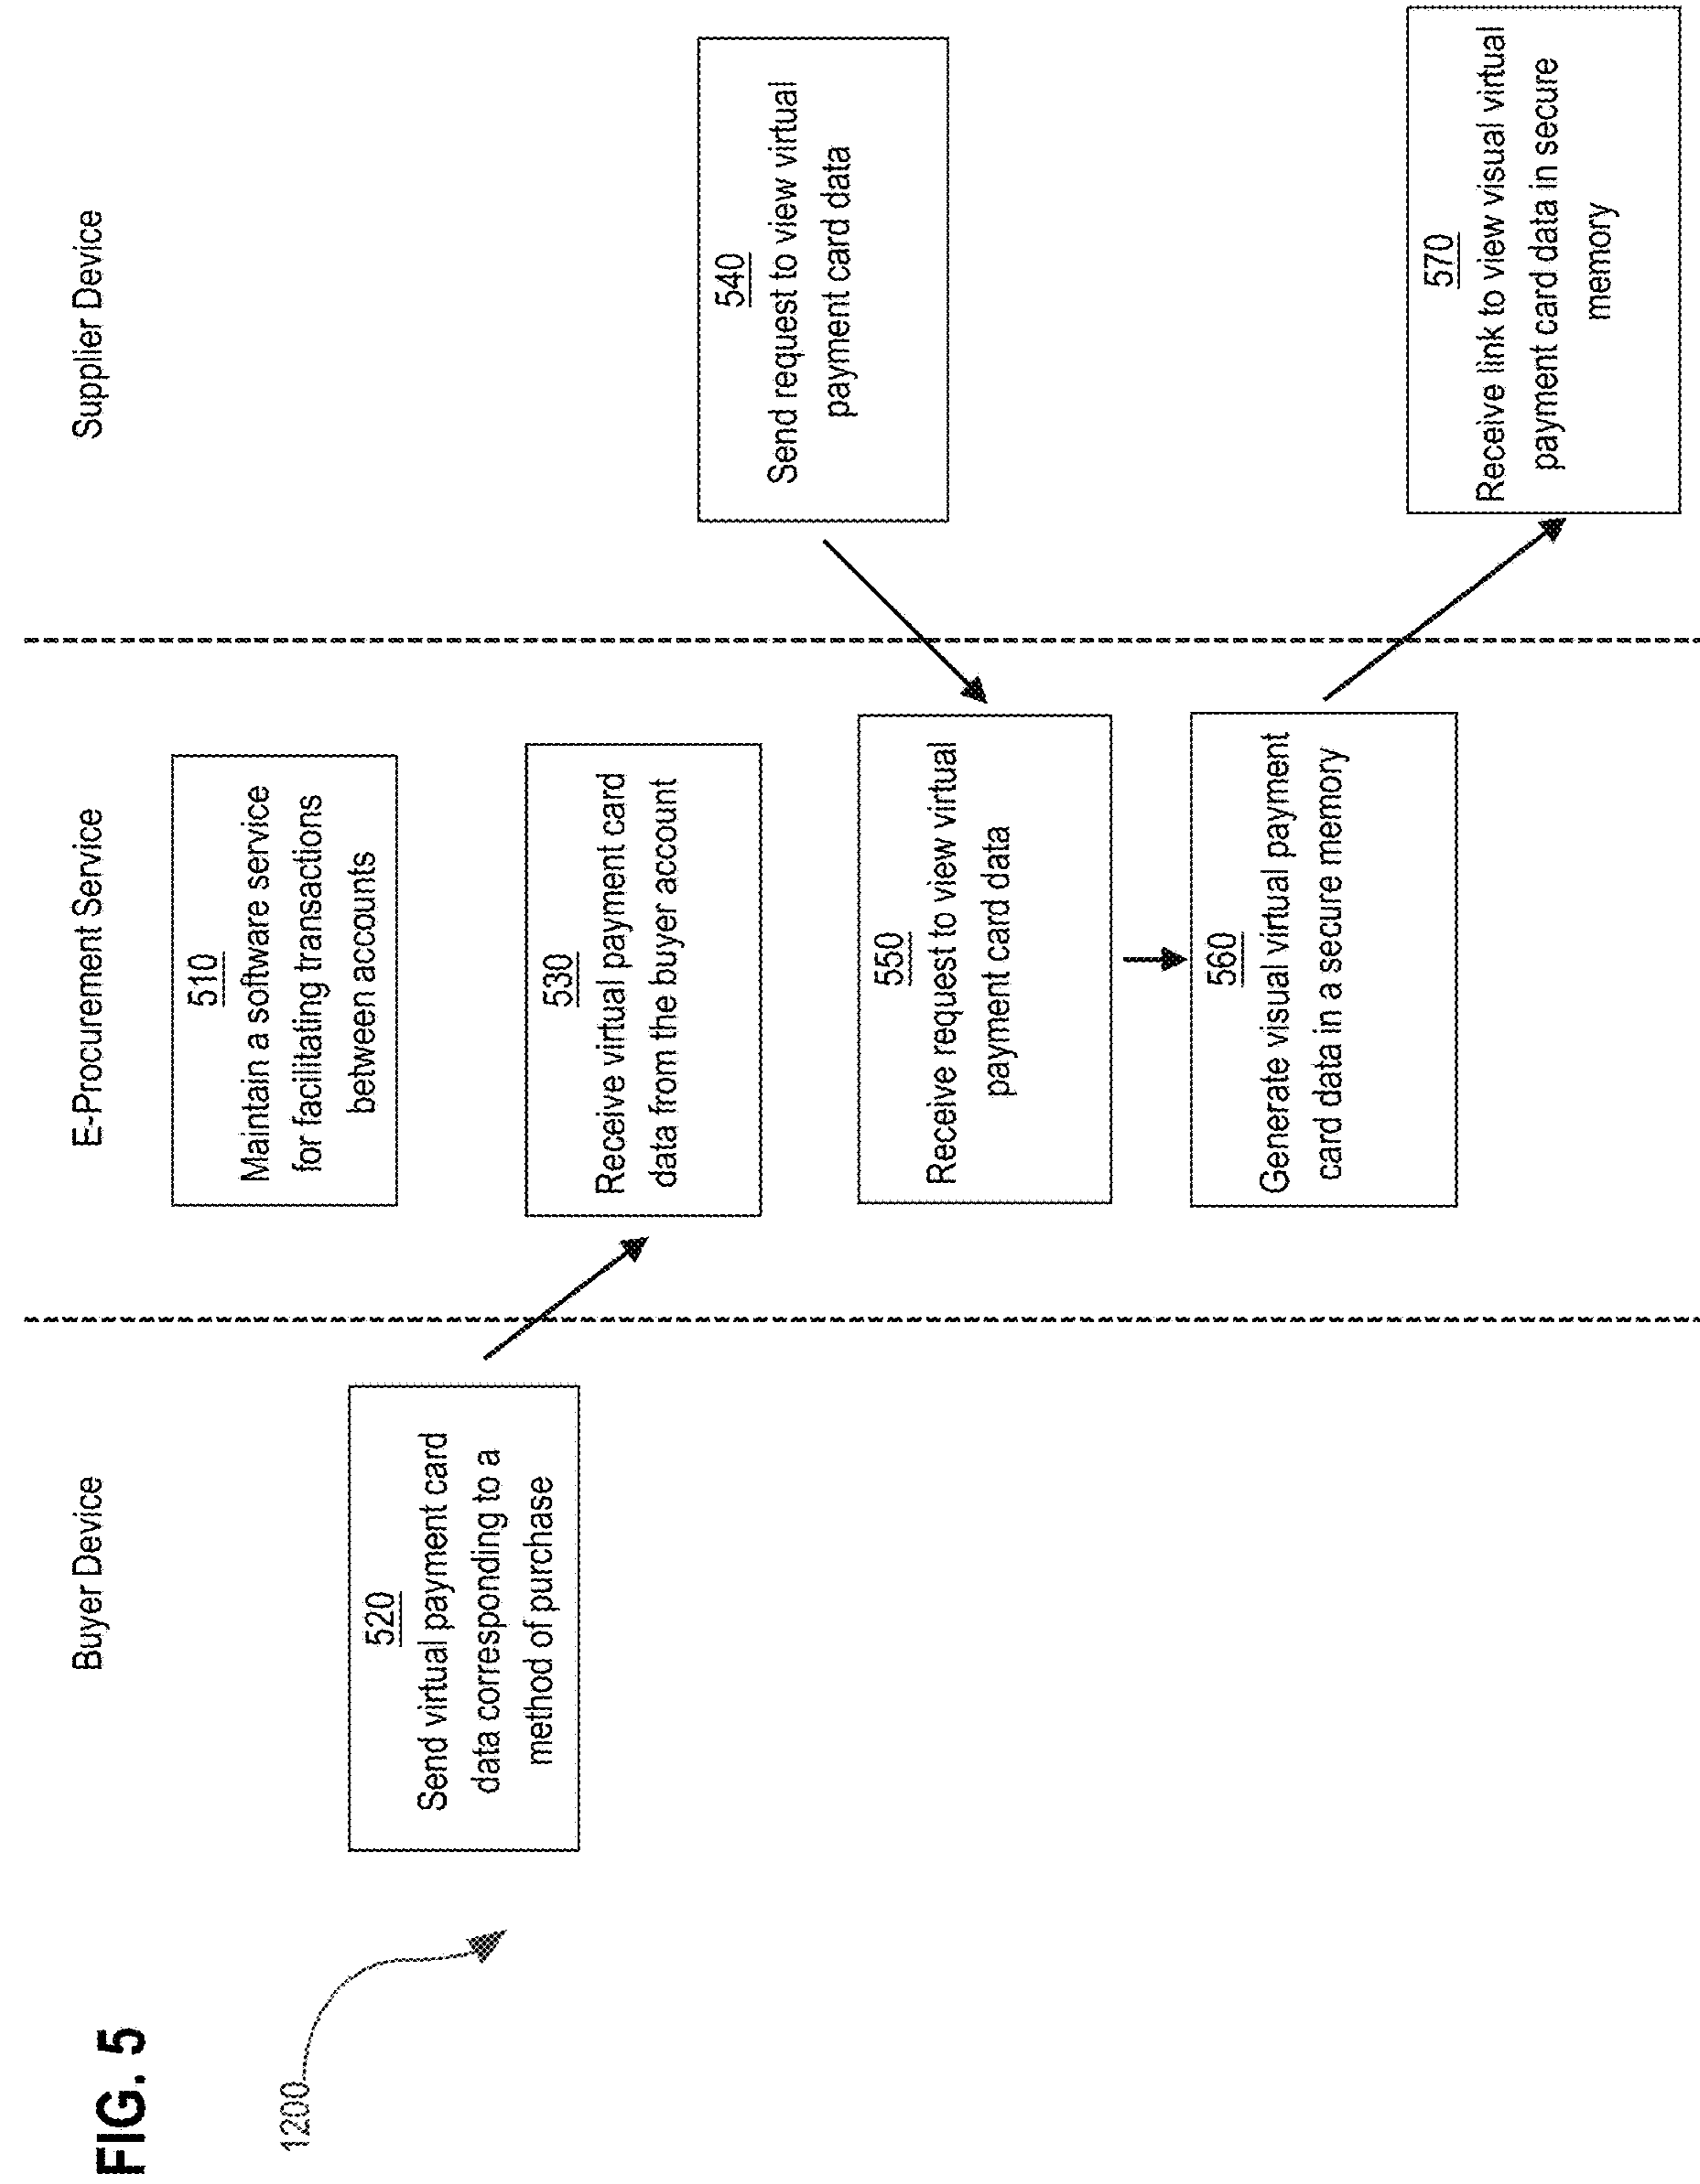 FIG. 5
1200
Buyer Device
E-Procurement Service
Supplier Device
510
Maintain a software service
for facilitating transactions
between accounts
520
Send virtual payment card
data corresponding to a
method of purchase
530
Receive virtual payment card
data from the buyer account
540
Send request to view virtual
payment card data
550
Receive request to view virtual
payment card data
560
Generate visual virtual payment
card data in a secure memory
570
Receive link to view visual virtual
payment card data in secure
memory